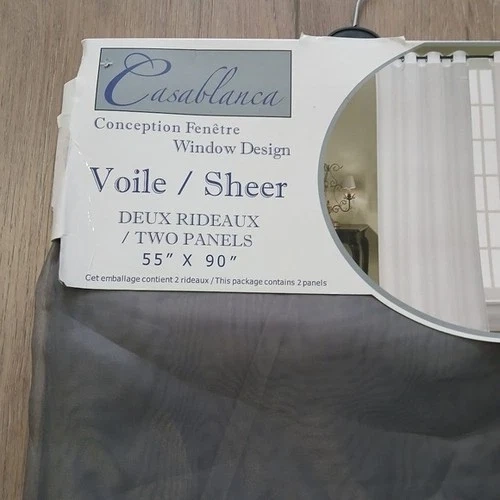 Casablanca
Conception Fenêtre
Window Design
Voile / Sheer
DEUX RIDEAUX
/ TWO PANELS
55" X 90"
Cet emballage contient 2 rideaux / This package contains 2 panels